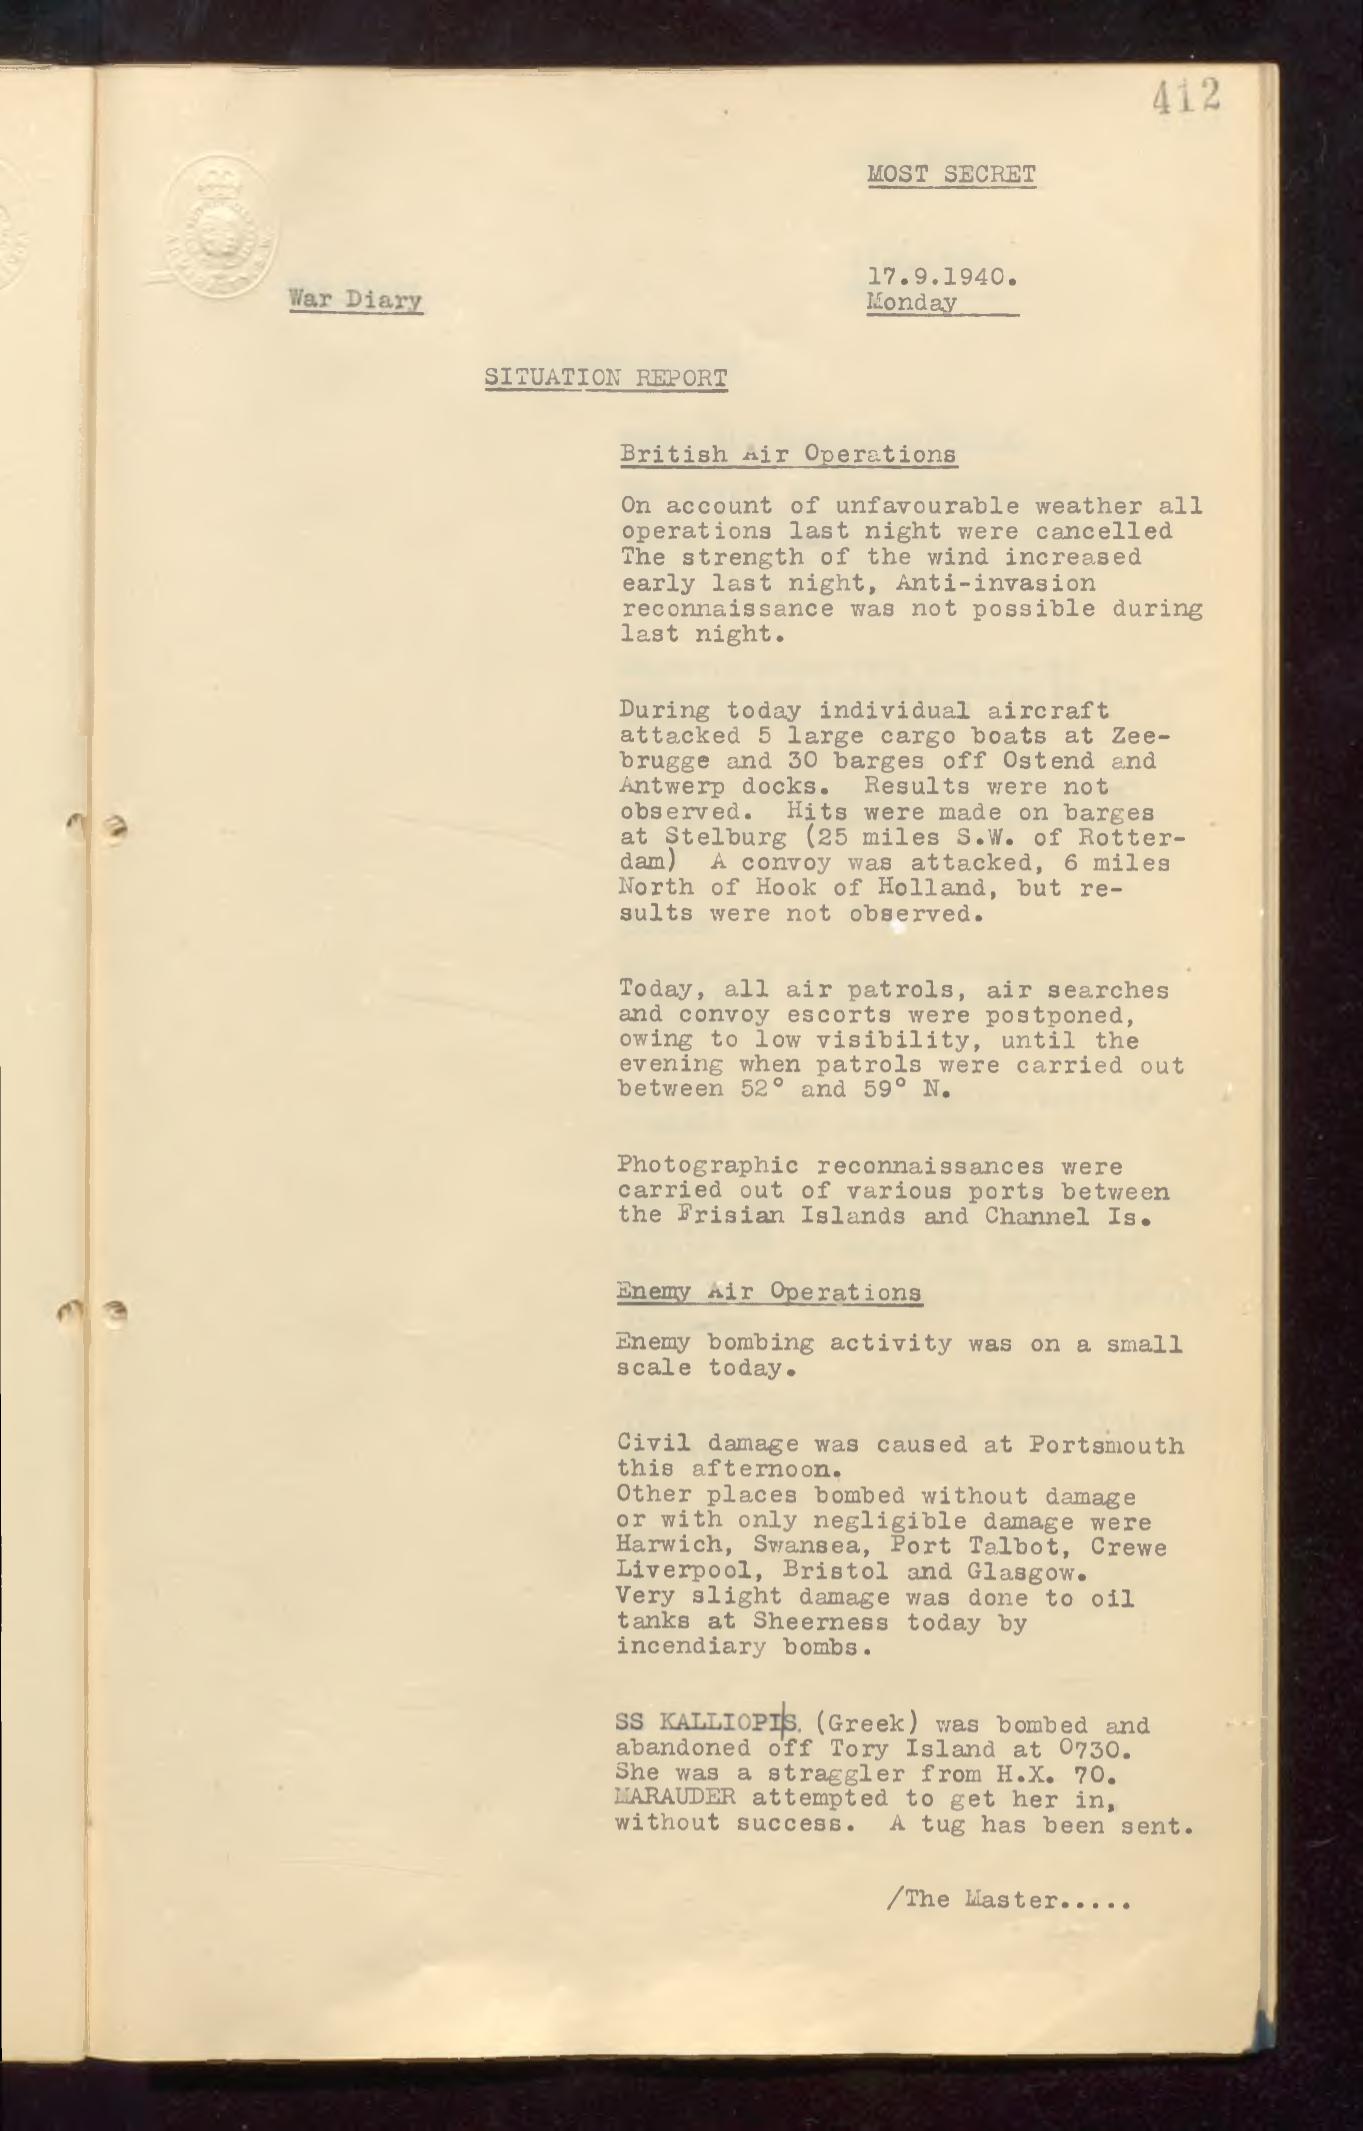 412
MOST SECRET
17.9.1940.
Monday
War Diary
SITUATION REPORT
British Air Operations
On account of unfavourable weather all
operations last night were cancelled
The strength of the wind increased
early last night, Anti-invasion
reconnaissance was not possible during
last night.
During today individual aircraft
attacked 5 large cargo boats at Zee-
brugge and 30 barges off Ostend and
Antwerp docks. Results were not
observed. Hits were made on barges
at Stelburg (25 miles S.W. of Rotter-
dam) A convoy was attacked, 6 miles
North of Hook of Holland, but re-
sults were not observed.
Today, all air patrols, air searches
and convoy escorts were postponed,
owing to low visibility, until the
evening when patrols were carried out
between 52° and 59° N.
Photographic reconnaissances were
carried out of various ports between
the Frisian Islands and Channel Is.
Enemy Air Operations
Enemy bombing activity was on a small
scale today.
Civil damage was caused at Portsmouth
this afternoon.
Other places bombed without damage
or with only negligible damage were
Harwich, Swansea, Port Talbot, Crewe
Liverpool, Bristol and Glasgow.
Very slight damage was done to oil
tanks at Sheerness today by
incendiary bombs.
SS KALLIOPI S. (Greek) was bombed and
abandoned off Tory Island at 0730.
She was a straggler from H.X. 70.
MARAUDER attempted to get her in,
without success. A tug has been sent.
/The Master.....